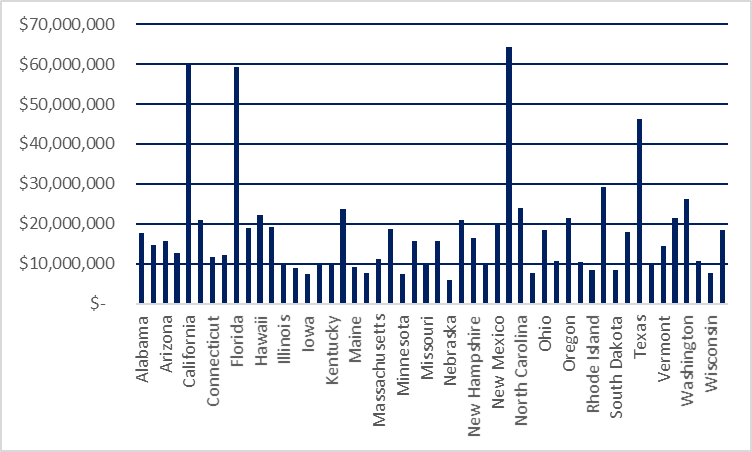 $70,000,000
$60,000,000
$50,000,000
$40,000,000
$30,000,000
$20,000,000
$10,000,000
$-
Alabama
Arizona
California
Connecticut
Florida
Hawaii
Illinois
Iowa
Kentucky
Maine
Massachusetts
Minnesota
Missouri
Nebraska
New Hampshire
New Mexico
North Carolina
Ohio
Oregon
Rhode Island
South Dakota
Texas
Vermont
Washington
Wisconsin